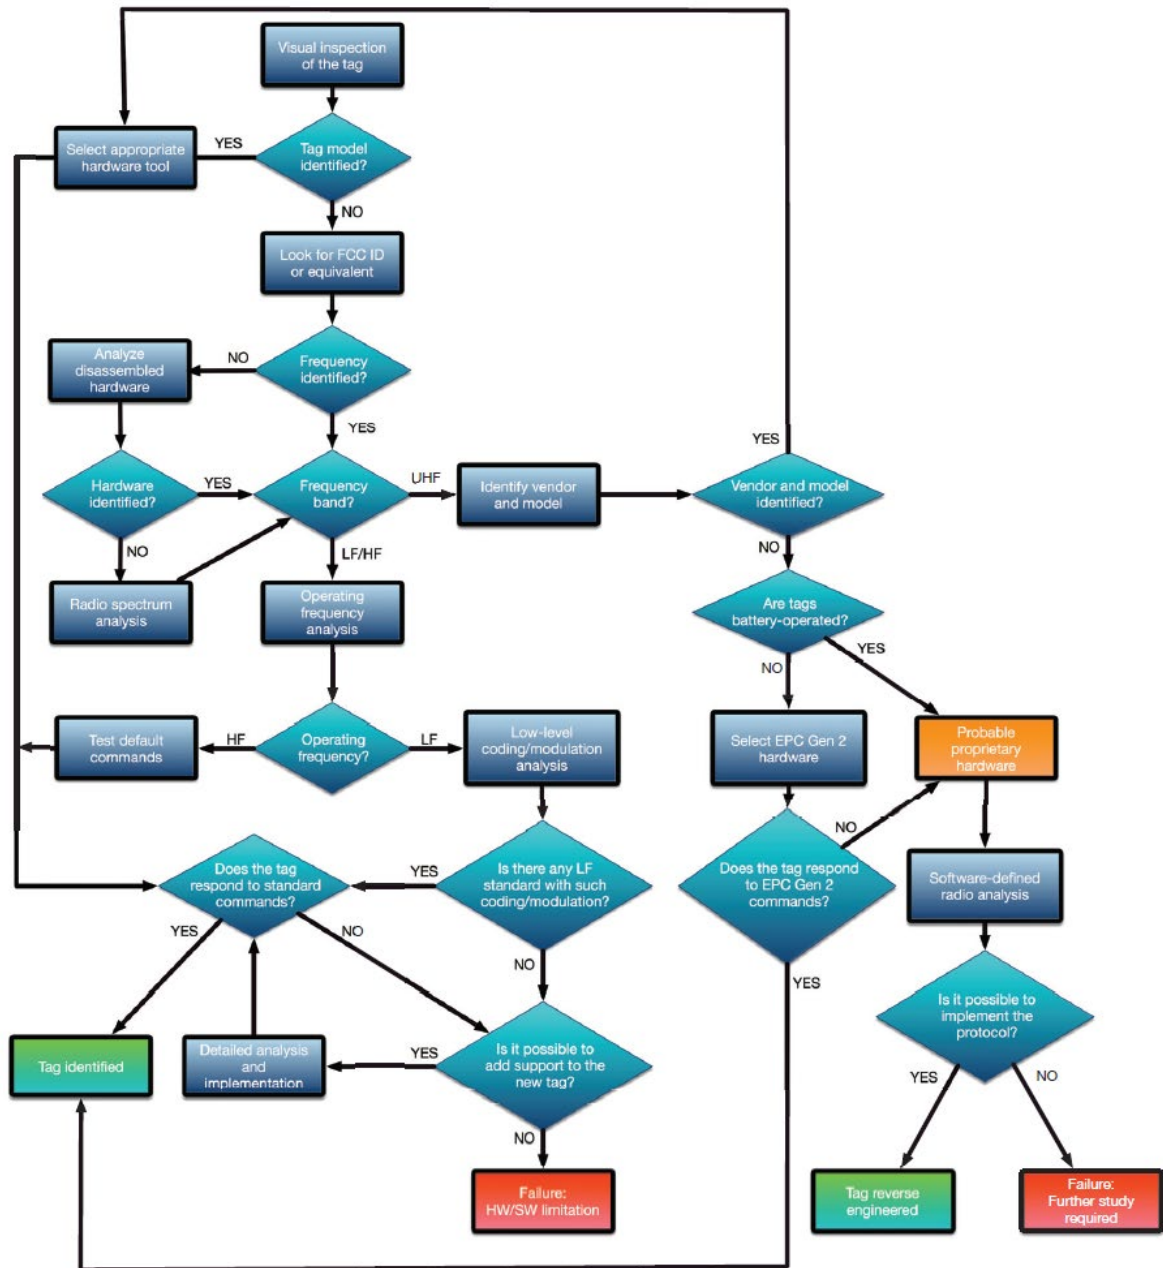 Visual inspection
of the tag
Select appropriate
hardware tool
YES
Tag model
identified?
NO
Look for FCC ID
or equivalent
Analyze
disassembled
hardware
NO
Frequency
identified?
YES
YES
Hardware
identified?
YES
Frequency
band?
UHF
Identify vendor
and model
Vendor and model
identified?
NO
LF/HF
NO
Radio spectrum
analysis
Operating
frequency
analysis
Are tags
battery-operated?
NO
YES
Test default
commands
HF
Operating
frequency?
LF
Low-level
coding/modulation
analysis
Select EPC Gen 2
hardware
Probable
proprietary
hardware
NO
Does the tag
respond to standard
commands?
YES
Is there any LF
standard with such
coding/modulation?
Does the tag respond
to EPC Gen 2
commands?
Software-defined
radio analysis
YES
NO
NO
YES
Is it possible to
implement the
protocol?
Tag identified
Detailed analysis
and
implementation
YES
Is it possible to
add support to the
new tag?
YES
NO
NO
Failure:
HW/SW limitation
Tag reverse
engineered
Failure:
Further study
required